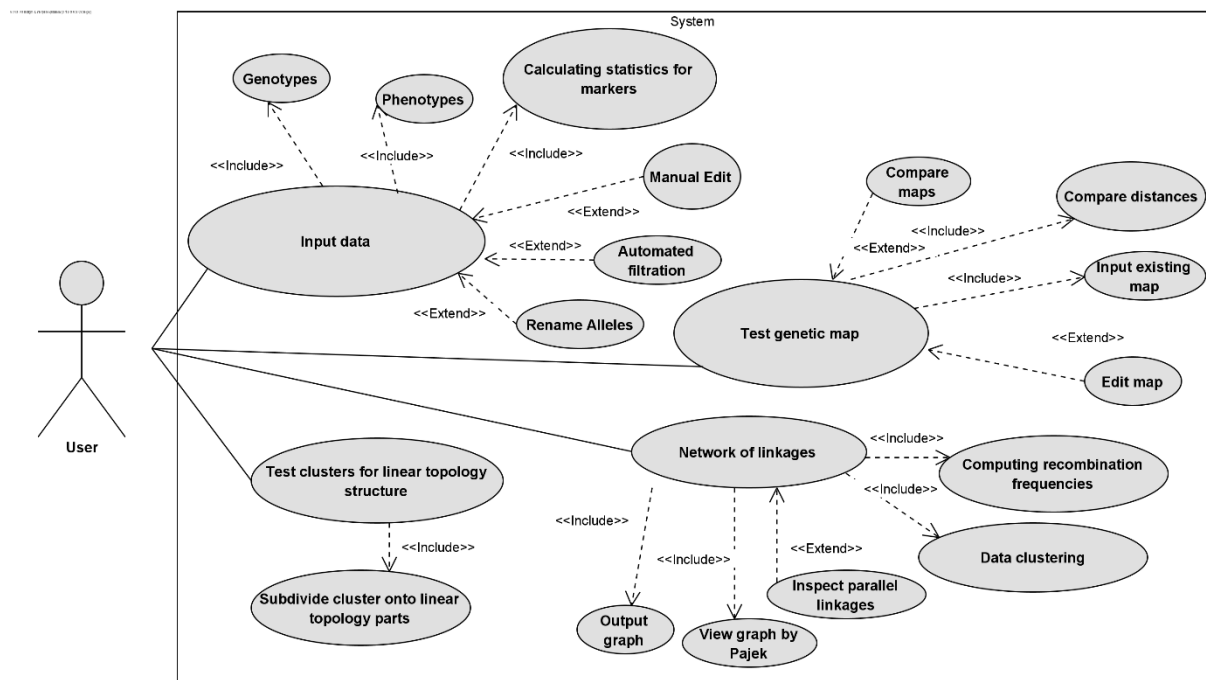 System
Genotypes
Phenotypes
Calculating statistics for
markers
<<Include>>
<<Include>>
<<Include>>
Manual Edit
<<Extend>>
Input data
<<Extend>>
Automated
filtration
<<Extend>>
Rename Alleles
Compare
maps
<<Include>>
<<Extend>>
Compare distances
<<Include>>
Input existing
map
Test genetic map
<<Extend>>
Edit map
User
Test clusters for linear topology
structure
<<Include>>
Subdivide cluster onto linear
topology parts
Network of linkages
<<Include>>
Computing recombination
frequencies
<<Include>>
Data clustering
<<Include>>
<<Include>>
<<Extend>>
Inspect parallel
linkages
Output
graph
View graph by
Pajek